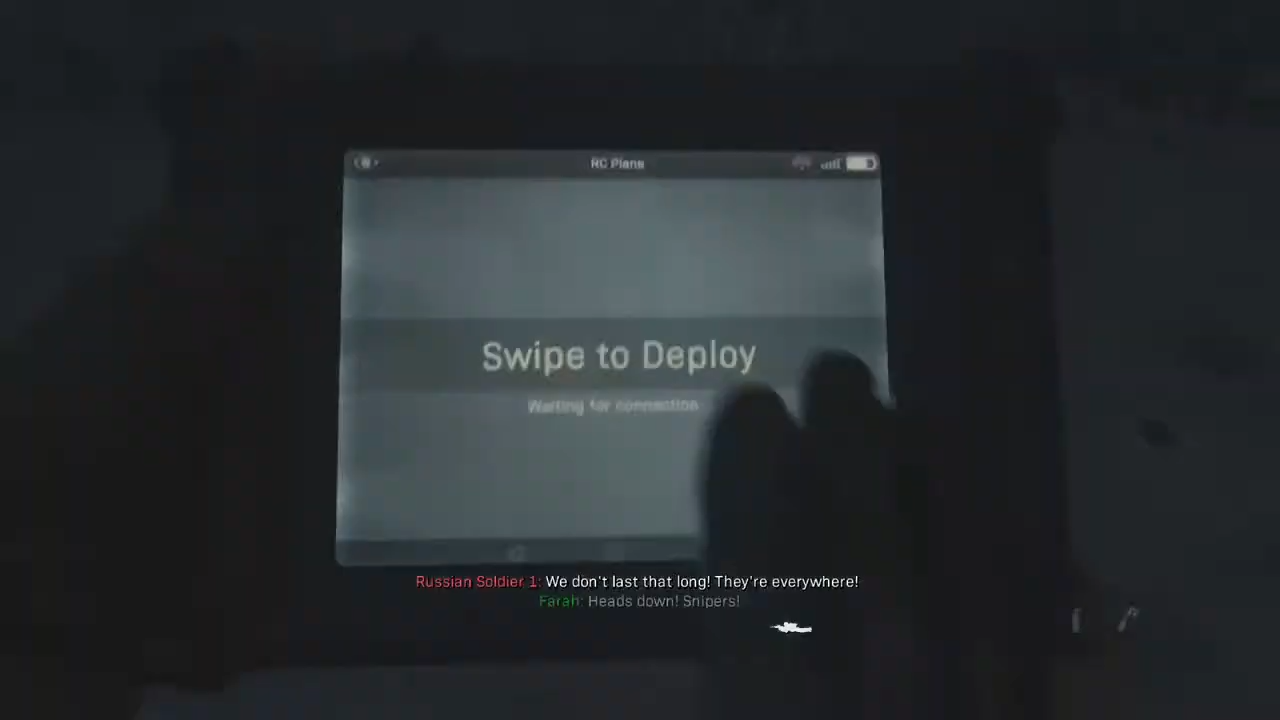 RC Plane
Swipe to Deploy
Waiting for connection
Russian Soldier 1: We don't last that long! They're everywhere!
Farah: Heads down! Snipers!